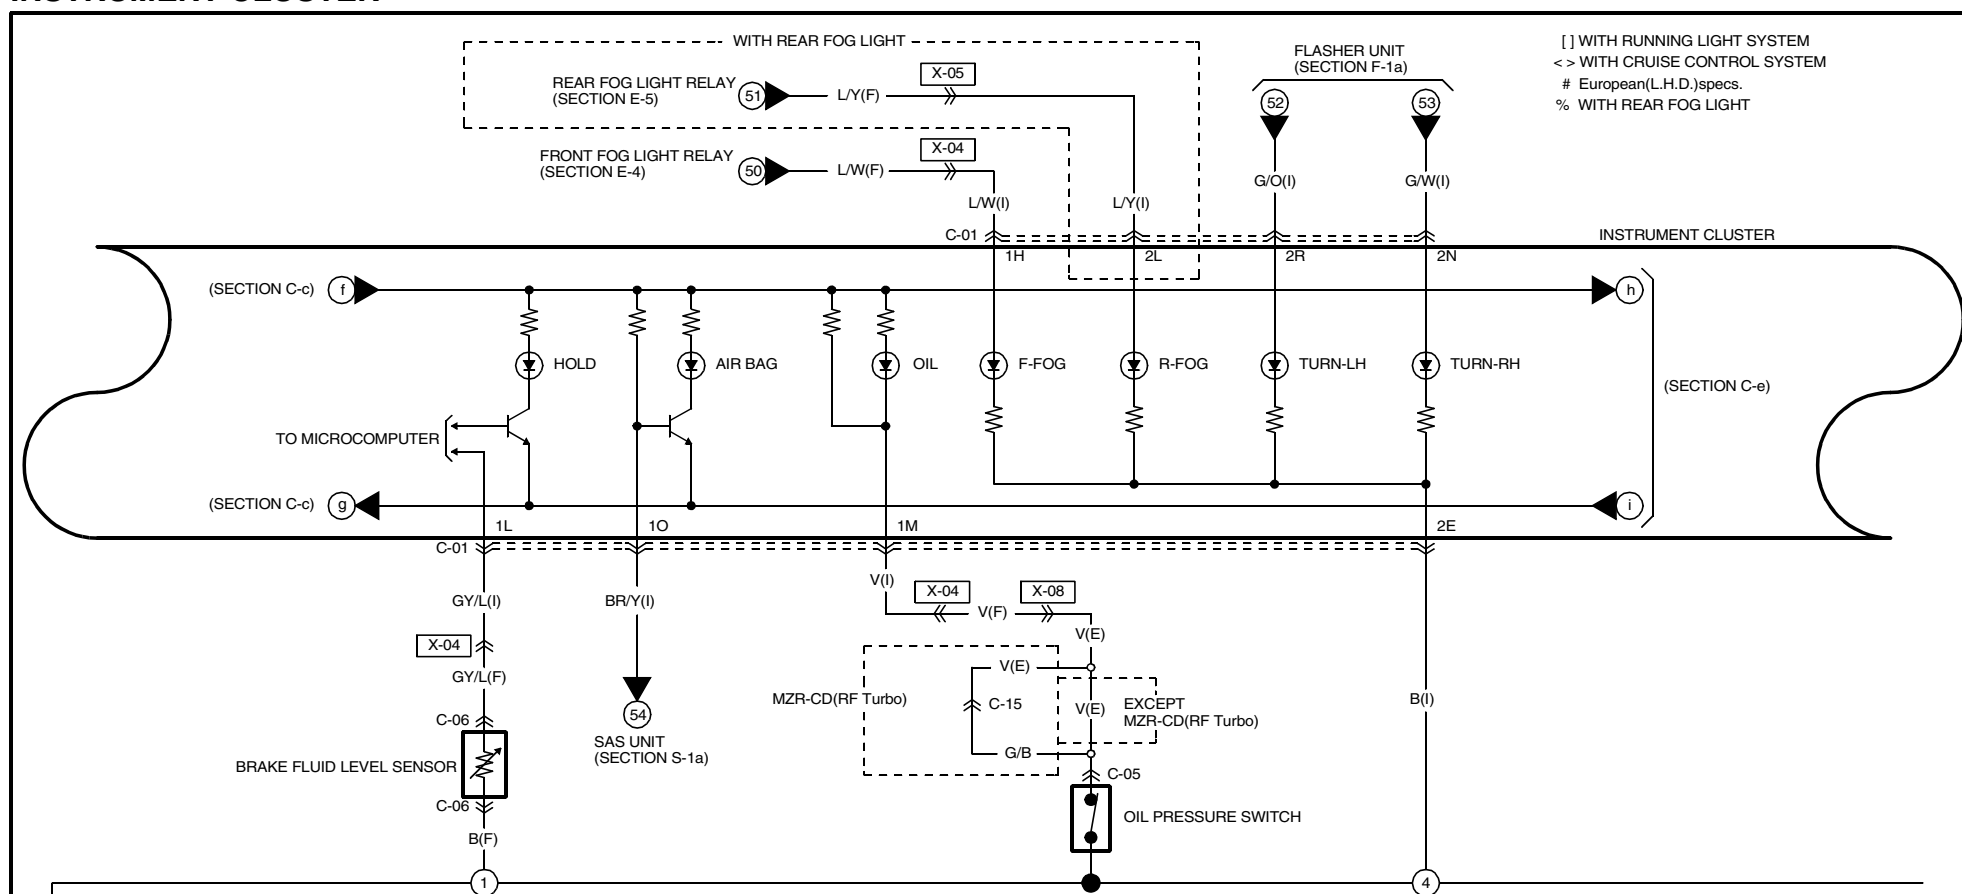 WITH REAR FOG LIGHT
REAR FOG LIGHT RELAY
(SECTION E-5)
51
L/Y(F)
X-05
FRONT FOG LIGHT RELAY
(SECTION E-4)
50
L/W(F)
X-04
L/W(I)
L/Y(I)
FLASHER UNIT
(SECTION F-1a)
52
53
G/O(I)
G/W(I)
[ ] WITH RUNNING LIGHT SYSTEM
< > WITH CRUISE CONTROL SYSTEM
# European(L.H.D.)specs.
% WITH REAR FOG LIGHT
C-01
INSTRUMENT CLUSTER
1H
2L
2R
2N
(SECTION C-c)
f
h
HOLD
AIR BAG
OIL
F-FOG
R-FOG
TURN-LH
TURN-RH
(SECTION C-e)
TO MICROCOMPUTER
(SECTION C-c)
g
i
1L
1O
1M
2E
C-01
GY/L(I)
X-04
GY/L(F)
C-06
BRAKE FLUID LEVEL SENSOR
C-06
B(F)
1
BR/Y(I)
54
SAS UNIT
(SECTION S-1a)
V(I)
X-04
V(F)
X-08
V(E)
MZR-CD(RF Turbo)
V(E)
C-15
G/B
V(E)
EXCEPT
MZR-CD(RF Turbo)
C-05
OIL PRESSURE SWITCH
B(I)
4